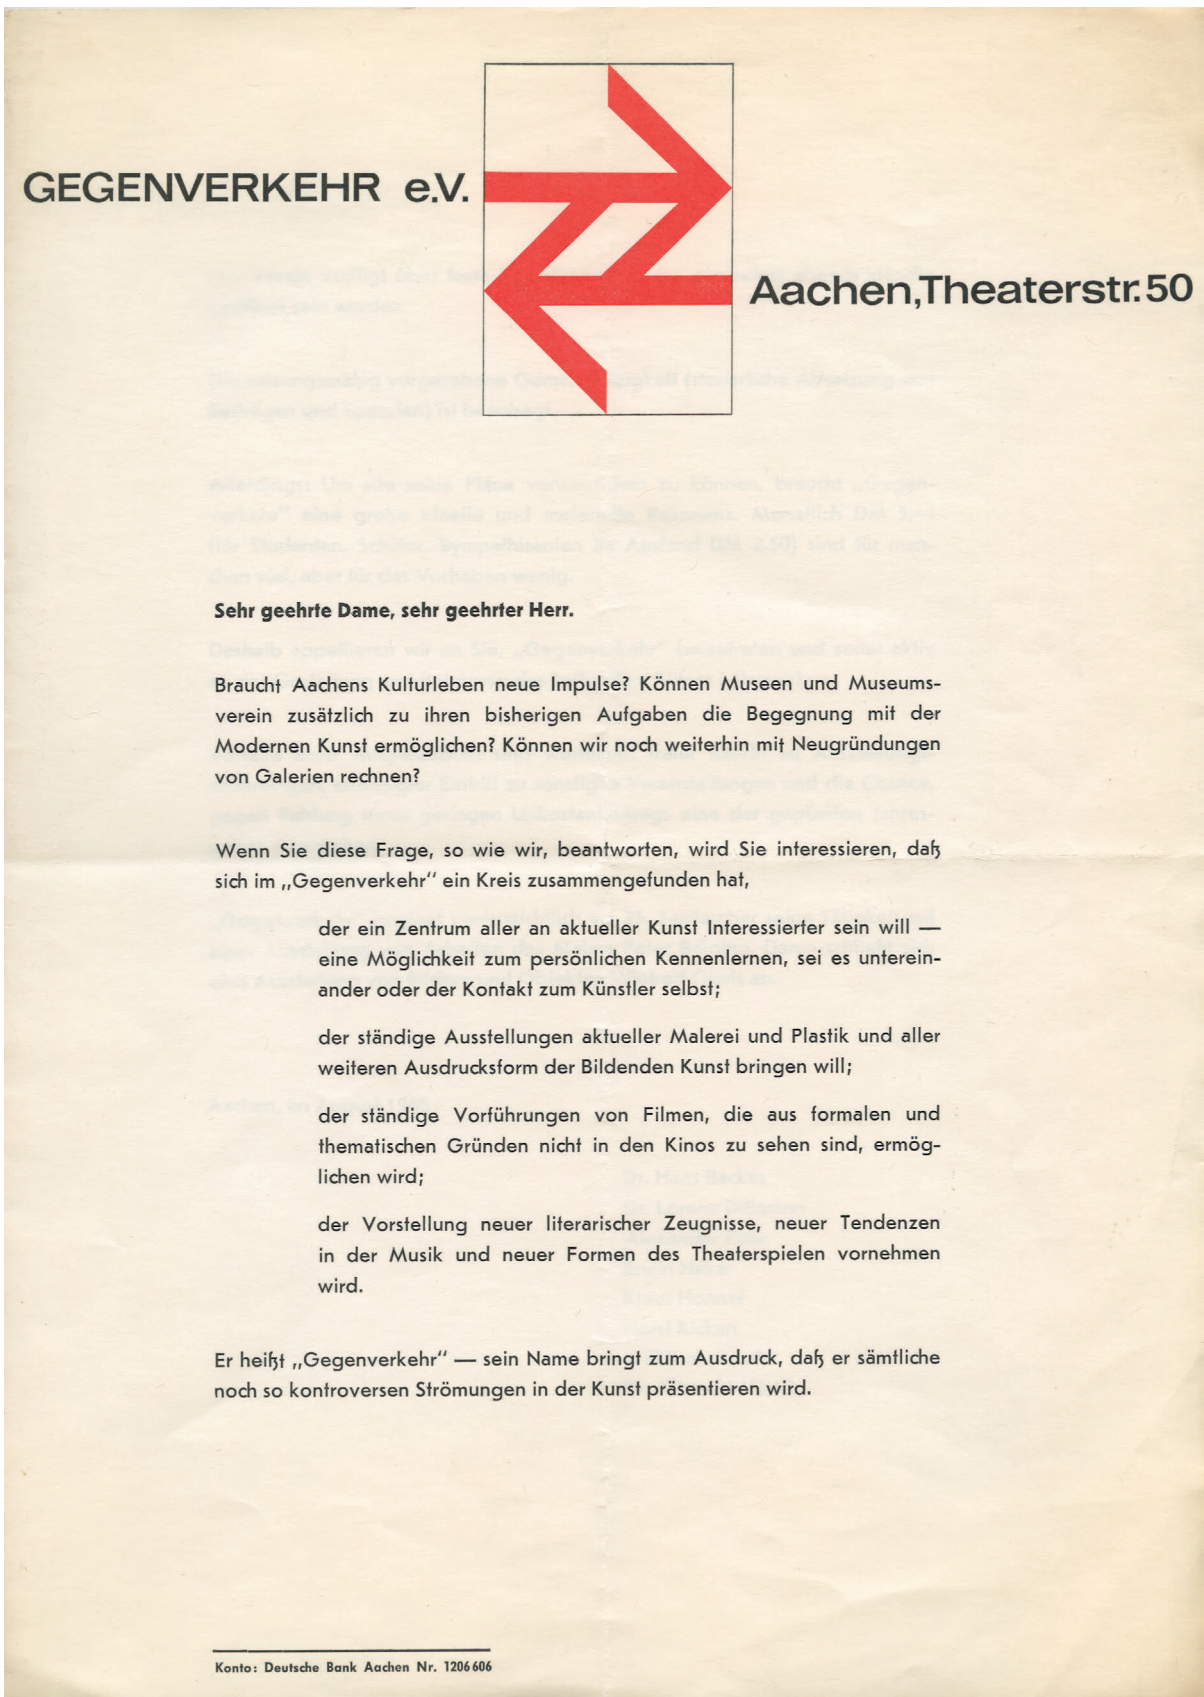 GEGENVERKEHR e.V.
Aachen,Theaterstr.50
Sehr geehrte Dame, sehr geehrter Herr.
Braucht Aachens Kulturleben neue Impulse? Können Museen und Museums-
verein zusätzlich zu ihren bisherigen Aufgaben die Begegnung mit der
Modernen Kunst ermöglichen? Können wir noch weiterhin mit Neugründungen
von Galerien rechnen?
Wenn Sie diese Frage, so wie wir, beantworten, wird Sie interessieren, daß
sich im „Gegenverkehr“ ein Kreis zusammengefunden hat,
der ein Zentrum aller an aktueller Kunst Interessierter sein will —
eine Möglichkeit zum persönlichen Kennenlernen, sei es unterein-
ander oder der Kontakt zum Künstler selbst;
der ständige Ausstellungen aktueller Malerei und Plastik und aller
weiteren Ausdrucksform der Bildenden Kunst bringen will;
der ständige Vorführungen von Filmen, die aus formalen und
thematischen Gründen nicht in den Kinos zu sehen sind, ermög-
lichen wird;
der Vorstellung neuer literarischer Zeugnisse, neuer Tendenzen
in der Musik und neuer Formen des Theaterspielen vornehmen
wird.
Er heißt „Gegenverkehr“ — sein Name bringt zum Ausdruck, daß er sämtliche
noch so kontroversen Strömungen in der Kunst präsentieren wird.
Konto: Deutsche Bank Aachen Nr. 1206606